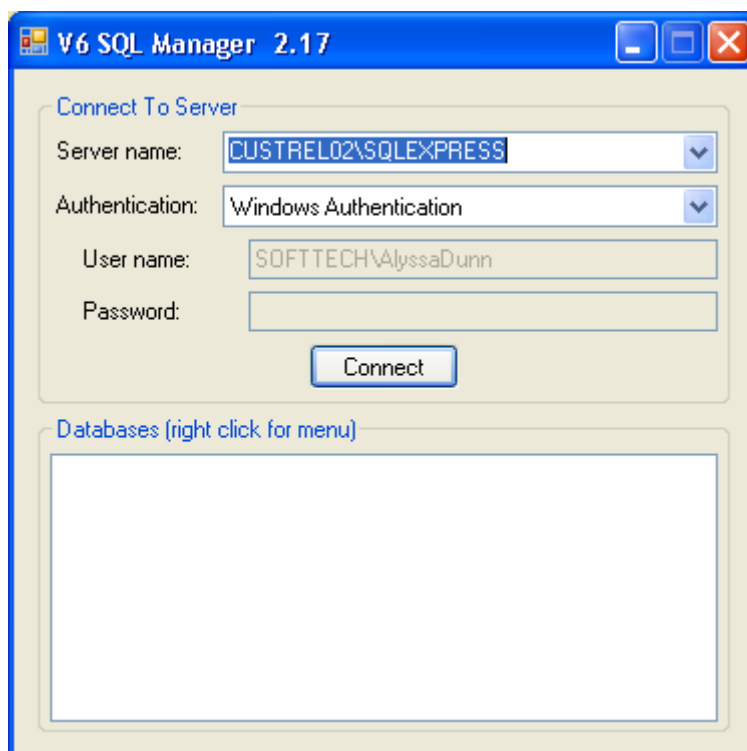 V6 SQL Manager 2.17
Connect To Server
Server name: CUSTREL02\SQLEXPRESS
Authentication: Windows Authentication
User name: SOFTTECH\AlyssaDunn
Password:
Connect
Databases (right click for menu)